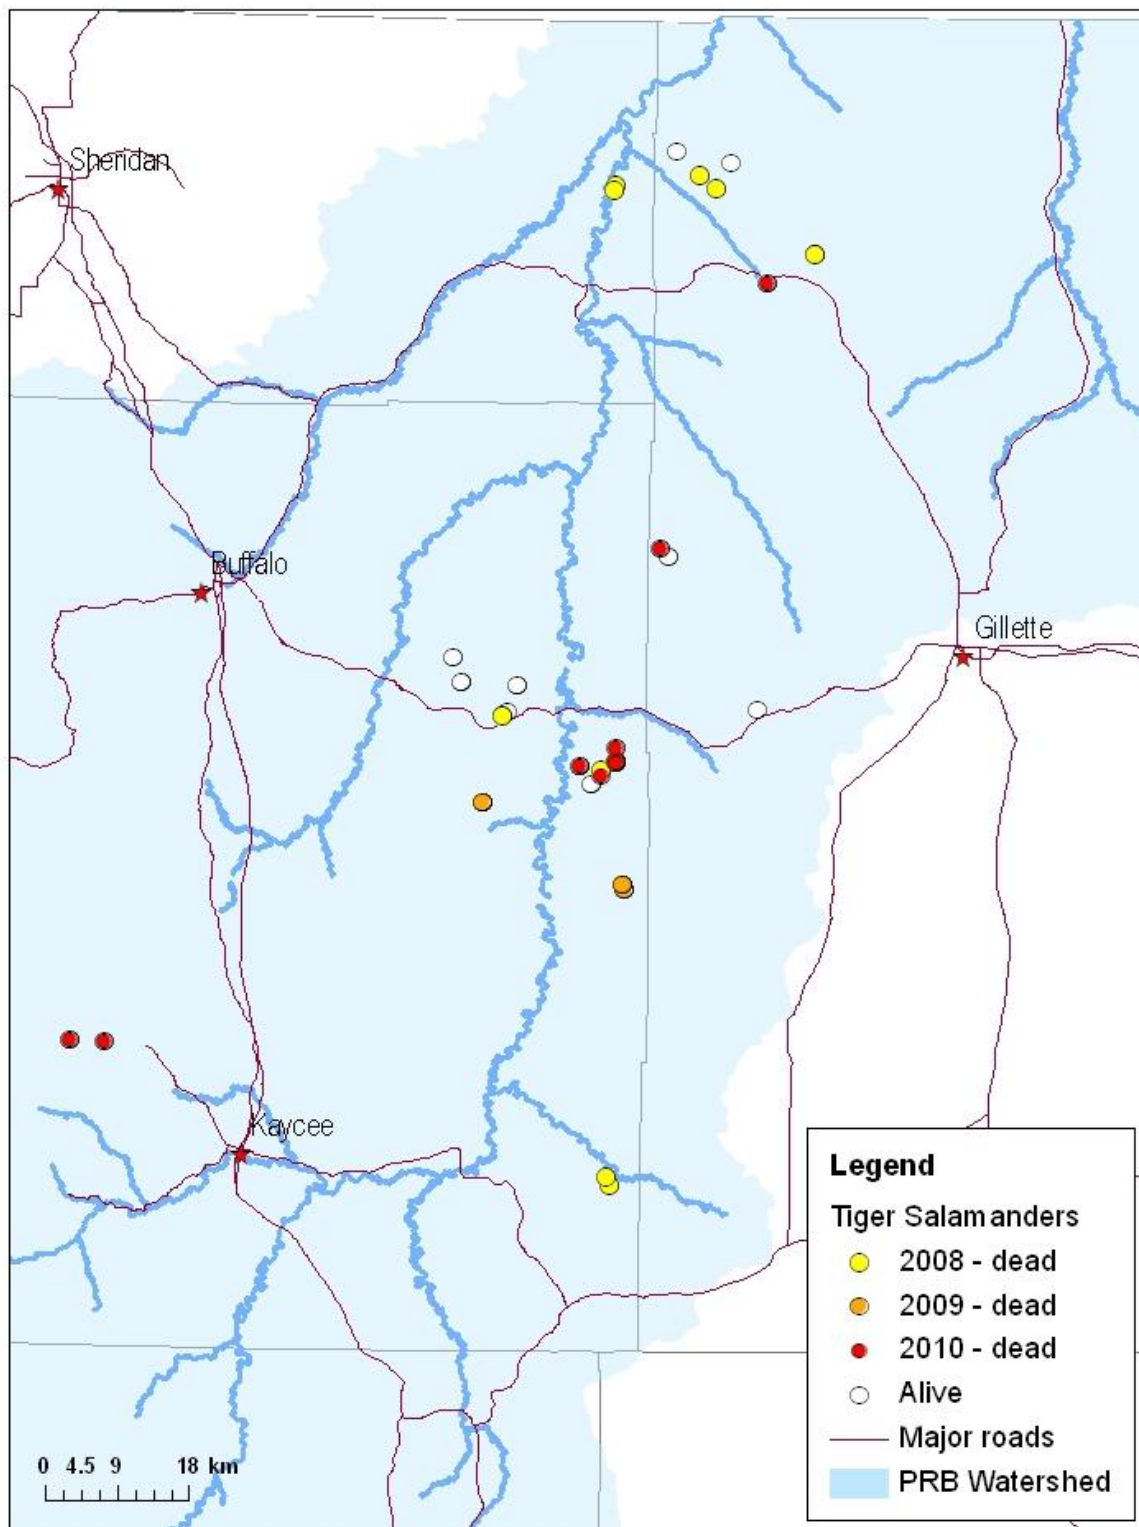 Sheridan
Buffalo
Gillette
Kaycee
Legend
Tiger Salamanders
2008 - dead
2009 - dead
2010 - dead
Alive
Major roads
PRB Watershed
0 4.5 9 18 km